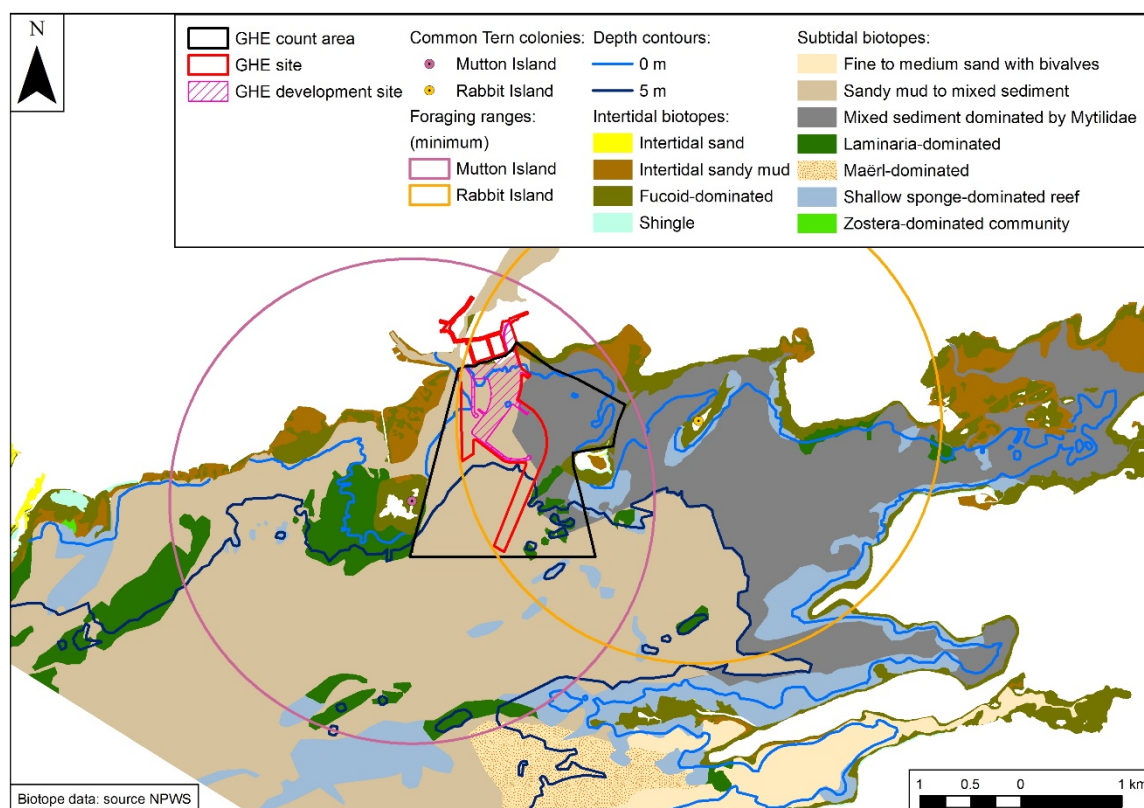 N
GHE count area
GHE site
GHE development site
Common Tern colonies:
Mutton Island
Rabbit Island
Foraging ranges:
(minimum)
Mutton Island
Rabbit Island
Depth contours:
0 m
5 m
Intertidal biotopes:
Intertidal sand
Intertidal sandy mud
Fucoid-dominated
Shingle
Subtidal biotopes:
Fine to medium sand with bivalves
Sandy mud to mixed sediment
Mixed sediment dominated by Mytilidae
Laminaria-dominated
Maërl-dominated
Shallow sponge-dominated reef
Zostera-dominated community
Biotope data: source NPWS
1 0.5 0 1 km